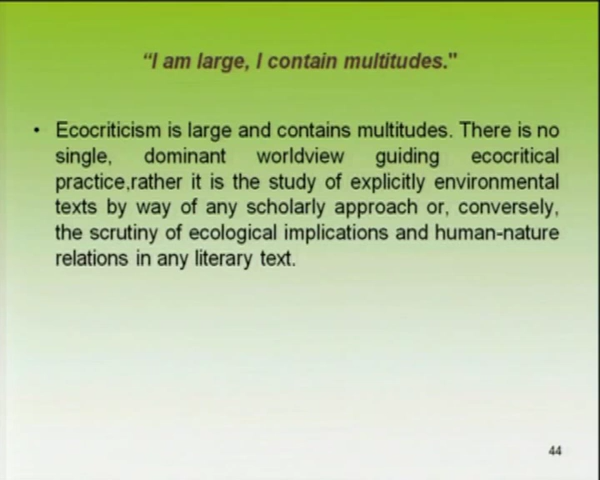 “I am large, I contain multitudes."
• Ecocriticism is large and contains multitudes. There is no
single, dominant worldview guiding ecocritical
practice,rather it is the study of explicitly environmental
texts by way of any scholarly approach or, conversely,
the scrutiny of ecological implications and human-nature
relations in any literary text.
44